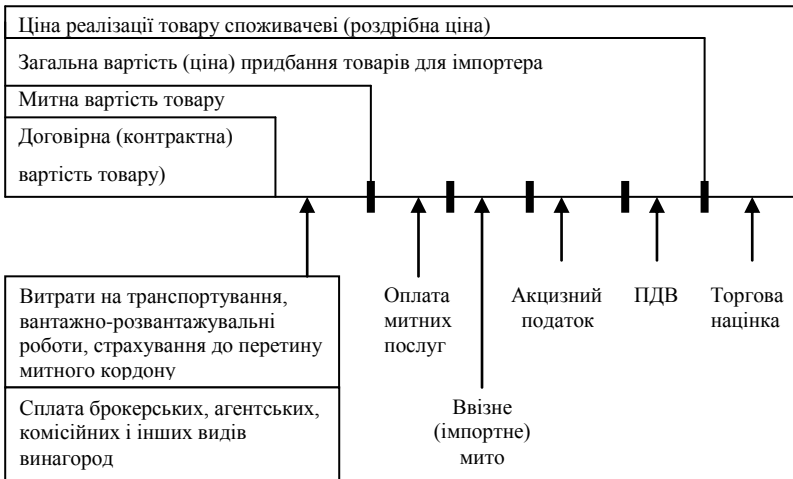 Ціна реалізації товару споживачеві (роздрібна ціна)
Загальна вартість (ціна) придбання товарів для імпортера
Митна вартість товару
Договірна (контрактна)
вартість товару)
Витрати на транспортування,
вантажно-розвантажувальні
роботи, страхування до перетину
митного кордону
Сплата брокерських, агентських,
комісійних і інших видів
винагород
Оплата
митних
послуг
Ввізне
(імпортне)
мито
Акцизний
податок
ПДВ
Торгова
націнка